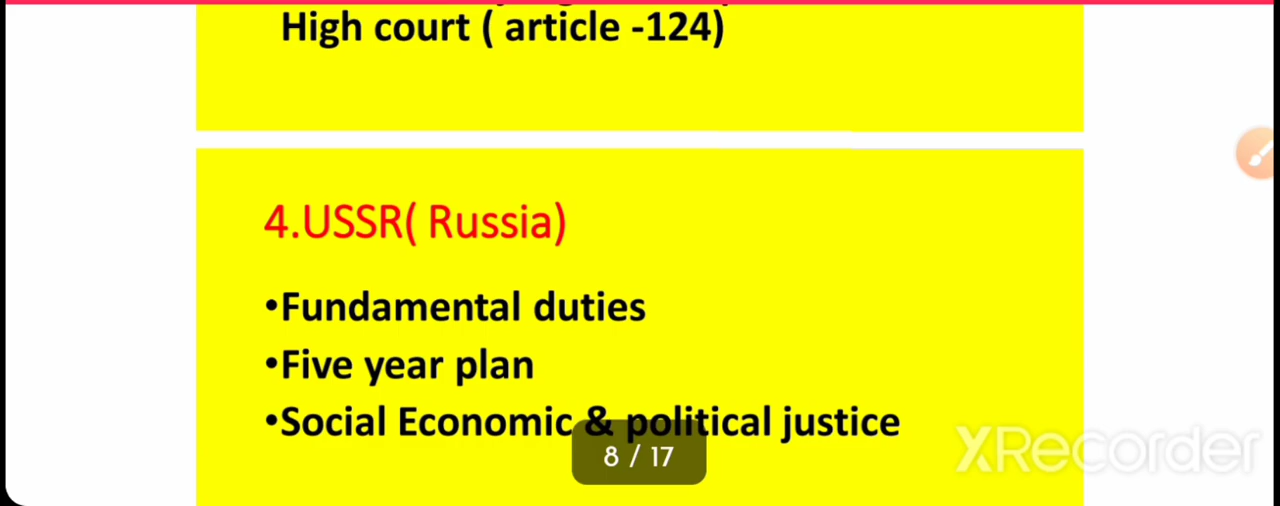 High court ( article -124)
4.USSR( Russia)
•Fundamental duties
•Five year plan
•Social Economic & political justice
8 / 17
XRecorder